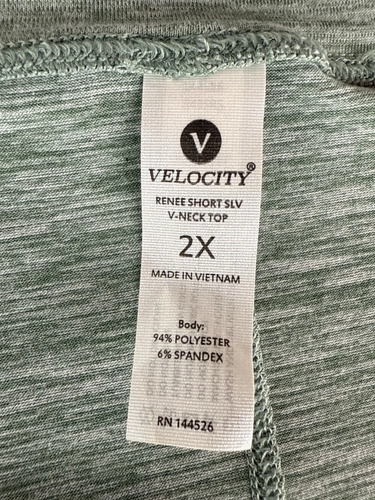 V
VELOCITY®
RENEE SHORT SLV
V-NECK TOP
2X
MADE IN VIETNAM
Body:
94% POLYESTER
6% SPANDEX
RN 144526